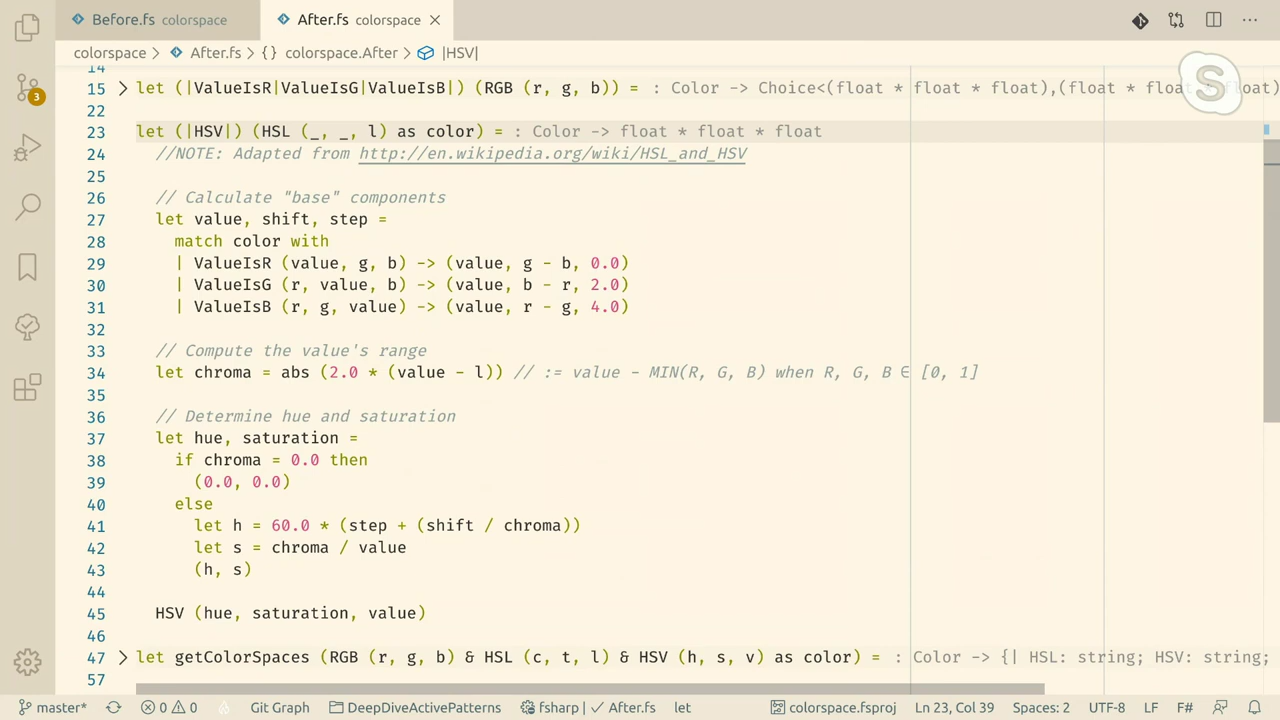 Before.fs colorspace After.fs colorspace
colorspace After.fs {} colorspace.After |HSV|
14
15 let (|ValueIsR|ValueIsG|ValueIsB|) (RGB (r, g, b)) = : Color -> Choice<(float * float * float),(float * float * float)
22
23 let (|HSV|) (HSL (_, _, l) as color) = : Color -> float * float * float
24 //NOTE: Adapted from http://en.wikipedia.org/wiki/HSL_and_HSV
25
26 // Calculate "base" components
27 let value, shift, step =
28 match color with
29 | ValueIsR (value, g, b) -> (value, g - b, 0.0)
30 | ValueIsG (r, value, b) -> (value, b - r, 2.0)
31 | ValueIsB (r, g, value) -> (value, r - g, 4.0)
32
33 // Compute the value's range
34 let chroma = abs (2.0 * (value - l)) // := value - MIN(R, G, B) when R, G, B ∈ [0, 1]
35
36 // Determine hue and saturation
37 let hue, saturation =
38 if chroma = 0.0 then
39 (0.0, 0.0)
40 else
41 let h = 60.0 * (step + (shift / chroma))
42 let s = chroma / value
43 (h, s)
44
45 HSV (hue, saturation, value)
46
47 let getColorSpaces (RGB (r, g, b) & HSL (c, t, l) & HSV (h, s, v) as color) = : Color -> {| HSL: string; HSV: string;
57
3
S
master* 0 0 Git Graph DeepDiveActivePatterns fsharp | ✓ After.fs let colorspace.fsproj Ln 23, Col 39 Spaces: 2 UTF-8 LF F#